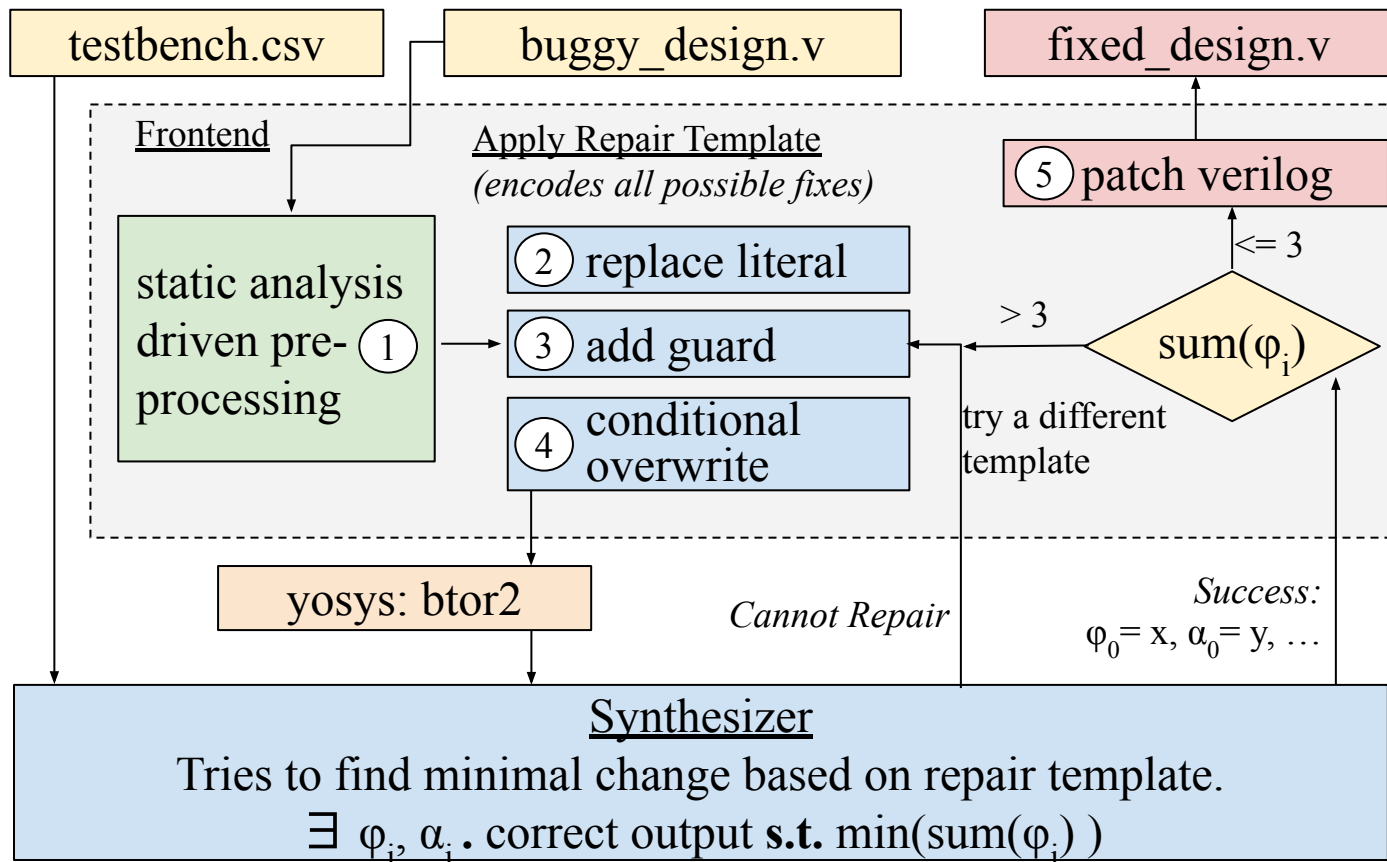 testbench.csv
buggy_design.v
fixed_design.v
Frontend
Apply Repair Template
(encodes all possible fixes)
5 patch verilog
<= 3
static analysis
driven pre-
processing
1
2 replace literal
3 add guard
4 conditional
overwrite
> 3
sum(φi)
try a different
template
yosys: btor2
Cannot Repair
Success:
φ0= x, α0= y, …
Synthesizer
Tries to find minimal change based on repair template.
∃ φi, αi . correct output s.t. min(sum(φi) )